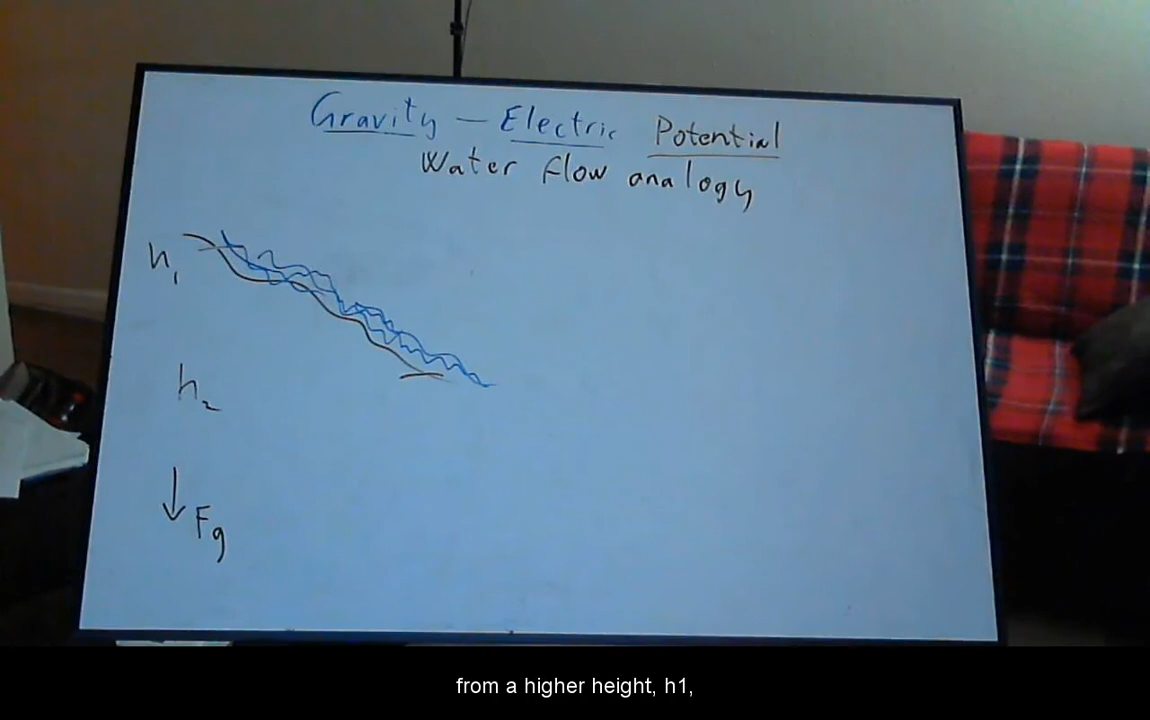 Gravity - Electric Potential
Water flow analogy
h1
h2
Fg
from a higher height, h1,